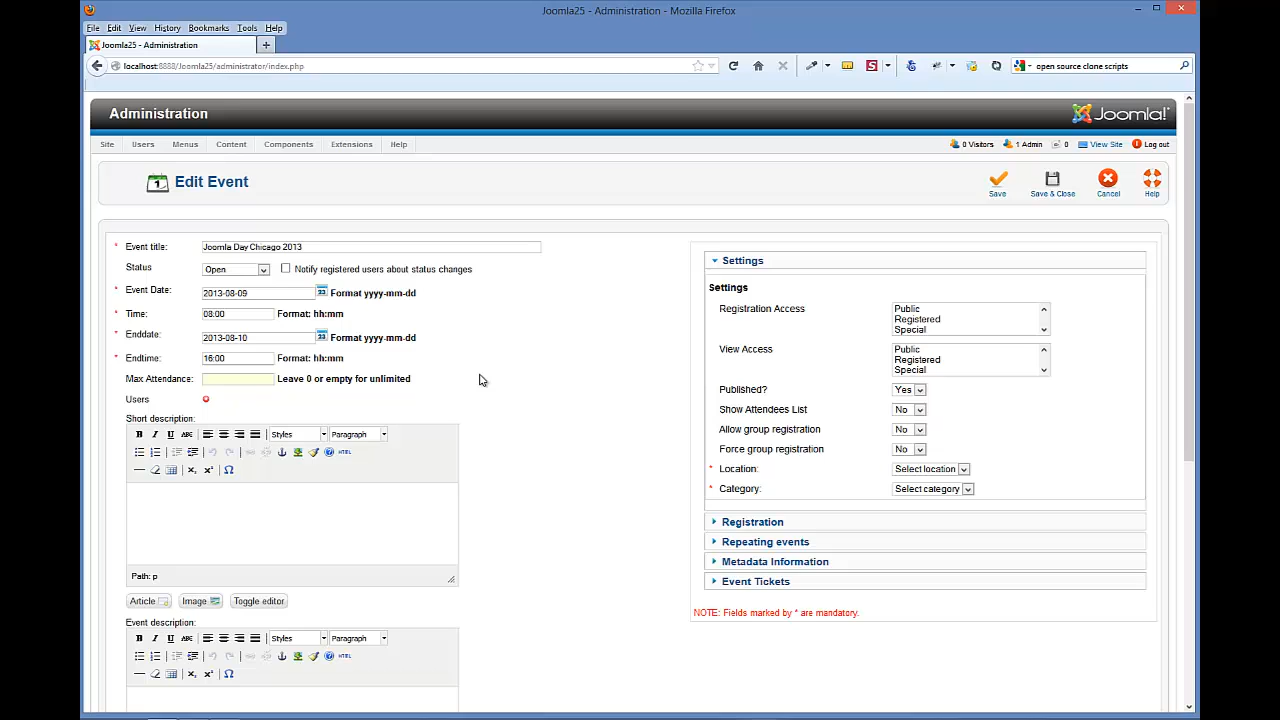 Joomla25 - Administration - Mozilla Firefox
File Edit View History Bookmarks Tools Help
Joomla25 - Administration
localhost:8888/Joomla25/administrator/index.php
open source clone scripts
Administration
Joomla!
Site Users Menus Content Components Extensions Help
0 Visitors 1 Admin 0 View Site Log out
Edit Event
Save Save & Close Cancel Help
Event title: Joomla Day Chicago 2013
Status Open Notify registered users about status changes
* Event Date: 2013-08-09 23 Format yyyy-mm-dd
* Time: 08:00 Format: hh:mm
* Enddate: 2013-08-10 23 Format yyyy-mm-dd
* Endtime: 16:00 Format: hh:mm
Max Attendance: Leave 0 or empty for unlimited
Users
Short description:
B I U ABC Styles Paragraph
HTML
Path: p
Article Image Toggle editor
Event description:
B I U ABC Styles Paragraph
HTML
Settings
Settings
Registration Access Public
Registered
Special
View Access Public
Registered
Special
Published? Yes
Show Attendees List No
Allow group registration No
Force group registration No
* Location: Select location
* Category: Select category
Registration
Repeating events
Metadata Information
Event Tickets
NOTE: Fields marked by * are mandatory.